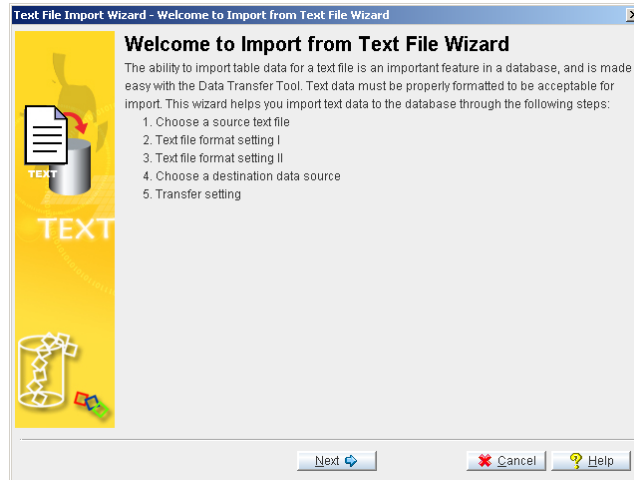 Text File Import Wizard - Welcome to Import from Text File Wizard
Welcome to Import from Text File Wizard
The ability to import table data for a text file is an important feature in a database, and is made
easy with the Data Transfer Tool. Text data must be properly formatted to be acceptable for
import. This wizard helps you import text data to the database through the following steps:
1. Choose a source text file
2. Text file format setting I
3. Text file format setting II
4. Choose a destination data source
5. Transfer setting
TEXT
TEXT
Next
Cancel
Help